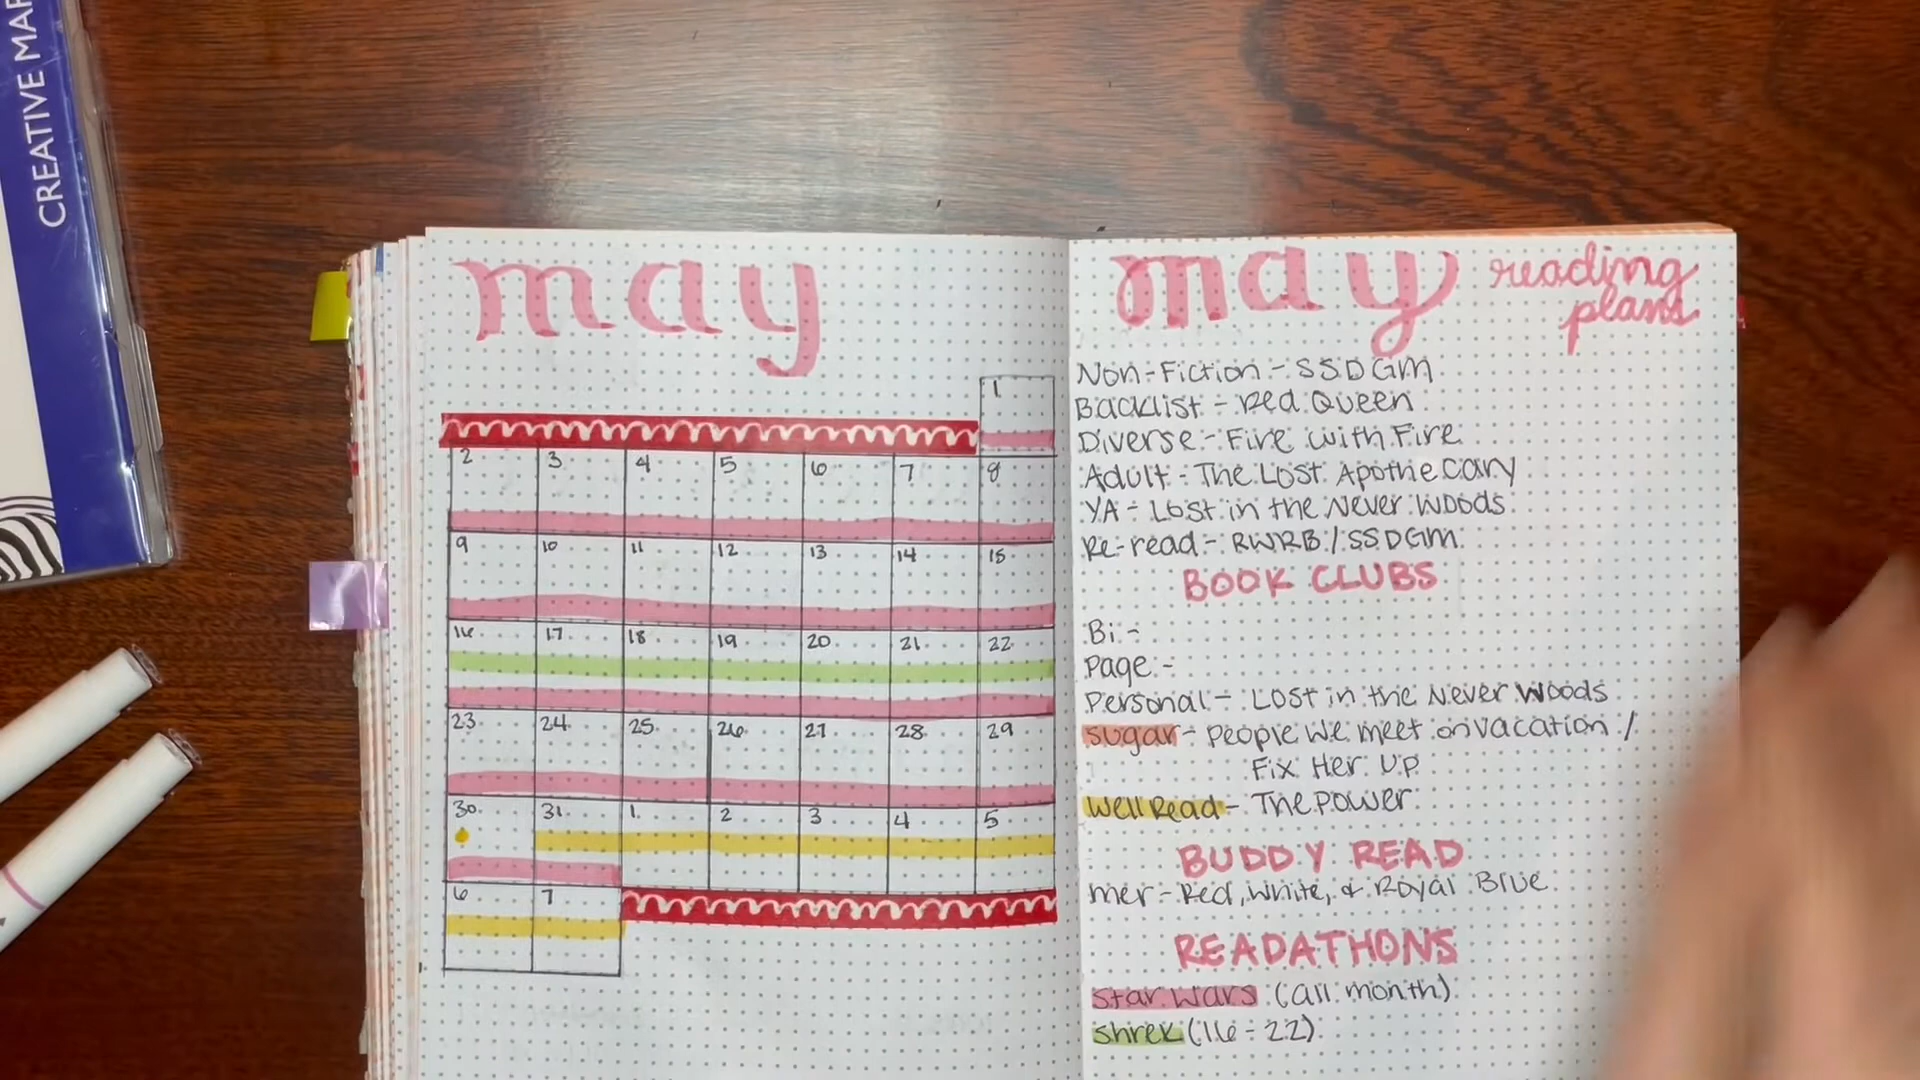 CREATIVE MAR
may
1
2 3 4 5 6 7 8
9 10 11 12 13 14 15
16 17 18 19 20 21 22
23 24 25 26 27 28 29
30 31 1 2 3 4 5
6 7
may reading
plans
Non-Fiction - SSDGM
Backlist - Red Queen
Diverse - Fire with Fire
Adult - The Lost Apothecary
YA - Lost in the Never Woods
Re-read - RWRB / SSDGM
BOOK CLUBS
Bi -
Page -
Personal - Lost in the Never Woods
Sugar - People We meet on vacation /
Fix Her Up
Well Read - The Power
BUDDY READ
mer - Red, White, & Royal Blue
READATHONS
Star Wars (all month)
Shrek (16-22)